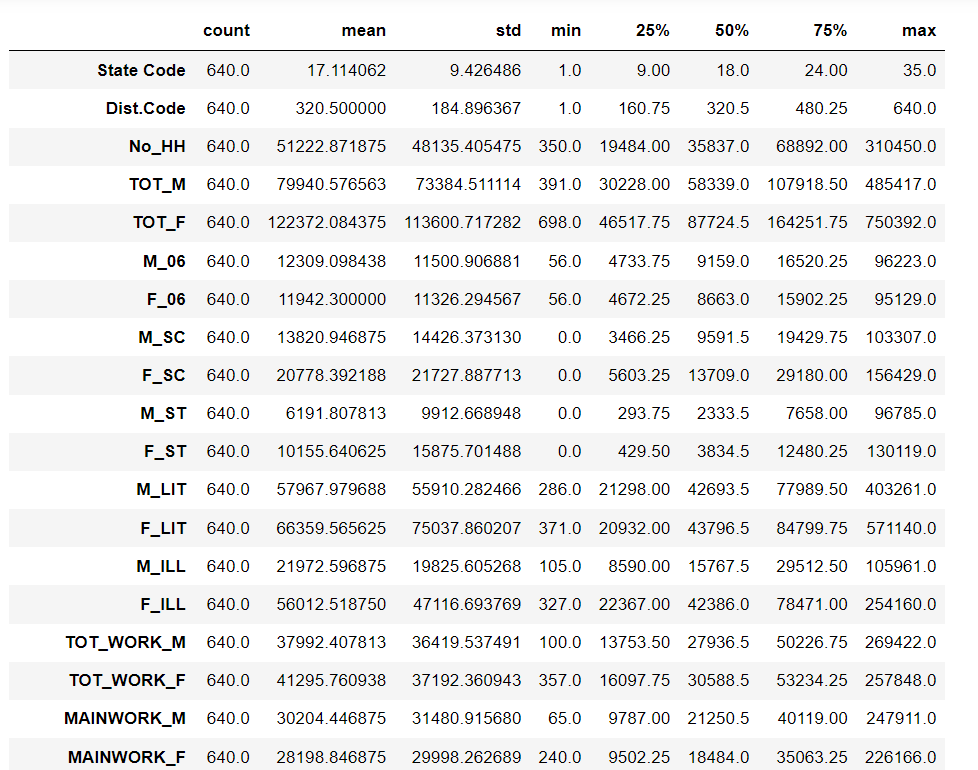 count mean std min 25% 50% 75% max
State Code 640.0 17.114062 9.426486 1.0 9.00 18.0 24.00 35.0
Dist.Code 640.0 320.500000 184.896367 1.0 160.75 320.5 480.25 640.0
No_HH 640.0 51222.871875 48135.405475 350.0 19484.00 35837.0 68892.00 310450.0
TOT_M 640.0 79940.576563 73384.511114 391.0 30228.00 58339.0 107918.50 485417.0
TOT_F 640.0 122372.084375 113600.717282 698.0 46517.75 87724.5 164251.75 750392.0
M_06 640.0 12309.098438 11500.906881 56.0 4733.75 9159.0 16520.25 96223.0
F_06 640.0 11942.300000 11326.294567 56.0 4672.25 8663.0 15902.25 95129.0
M_SC 640.0 13820.946875 14426.373130 0.0 3466.25 9591.5 19429.75 103307.0
F_SC 640.0 20778.392188 21727.887713 0.0 5603.25 13709.0 29180.00 156429.0
M_ST 640.0 6191.807813 9912.668948 0.0 293.75 2333.5 7658.00 96785.0
F_ST 640.0 10155.640625 15875.701488 0.0 429.50 3834.5 12480.25 130119.0
M_LIT 640.0 57967.979688 55910.282466 286.0 21298.00 42693.5 77989.50 403261.0
F_LIT 640.0 66359.565625 75037.860207 371.0 20932.00 43796.5 84799.75 571140.0
M_ILL 640.0 21972.596875 19825.605268 105.0 8590.00 15767.5 29512.50 105961.0
F_ILL 640.0 56012.518750 47116.693769 327.0 22367.00 42386.0 78471.00 254160.0
TOT_WORK_M 640.0 37992.407813 36419.537491 100.0 13753.50 27936.5 50226.75 269422.0
TOT_WORK_F 640.0 41295.760938 37192.360943 357.0 16097.75 30588.5 53234.25 257848.0
MAINWORK_M 640.0 30204.446875 31480.915680 65.0 9787.00 21250.5 40119.00 247911.0
MAINWORK_F 640.0 28198.846875 29998.262689 240.0 9502.25 18484.0 35063.25 226166.0